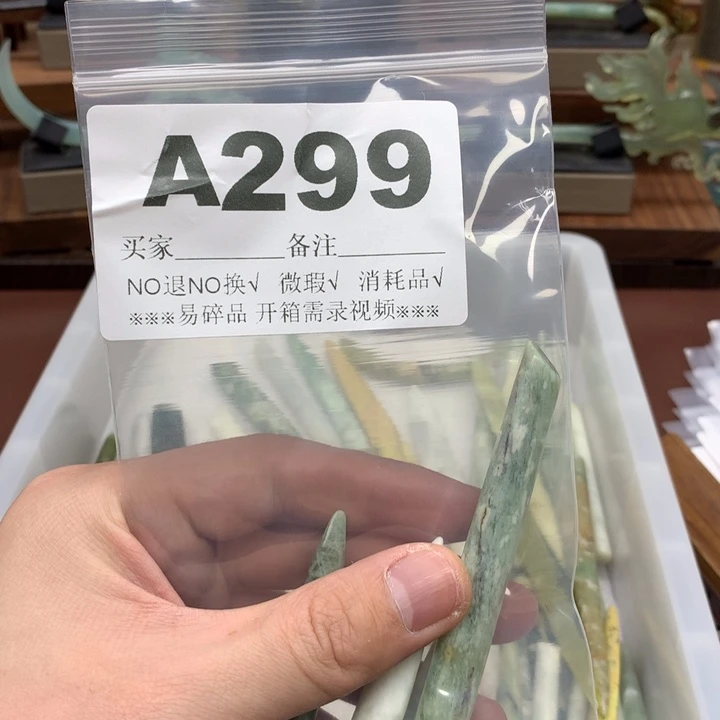 A299
买家________备注________
NO退NO换√ 微瑕√ 消耗品√
※※※易碎品 开箱需录视频※※※